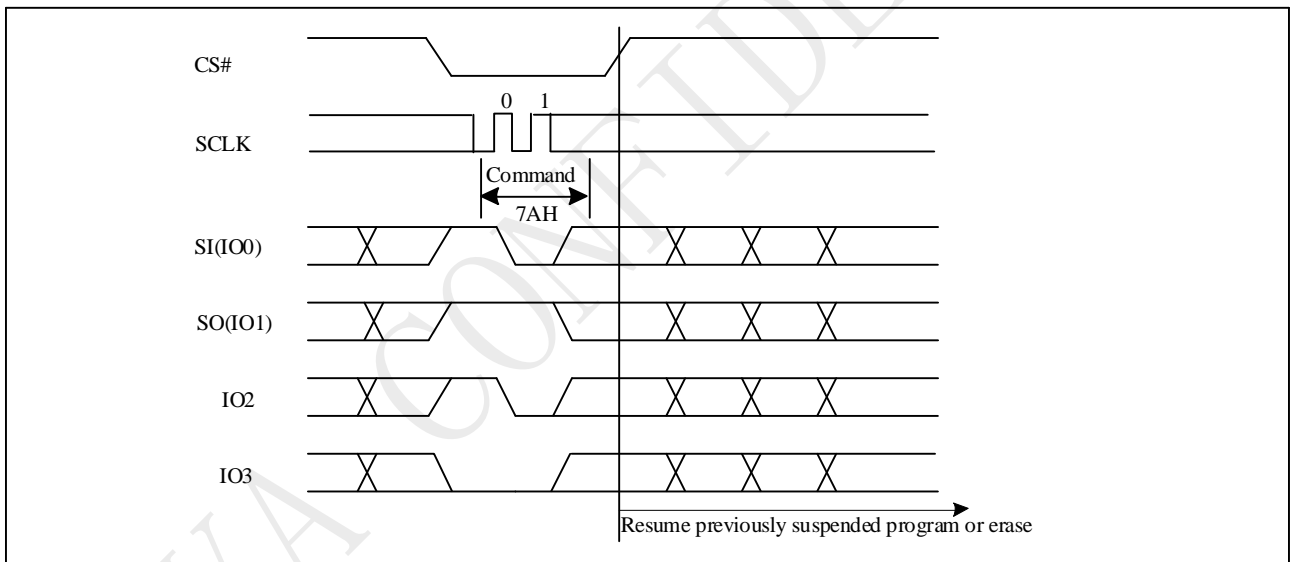 CS#
0 1
SCLK
Command
7AH
SI(IO0)
SO(IO1)
IO2
IO3
Resume previously suspended program or erase